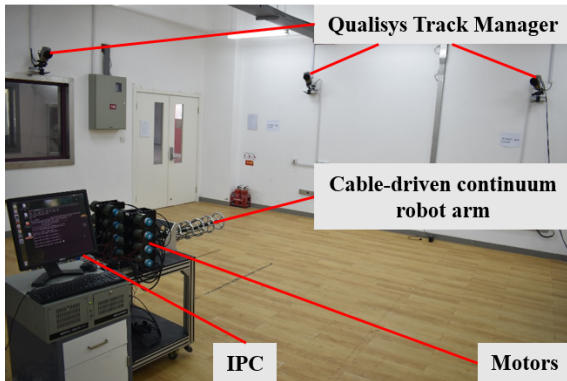 Qualisys Track Manager
Cable-driven continuum
robot arm
IPC
Motors